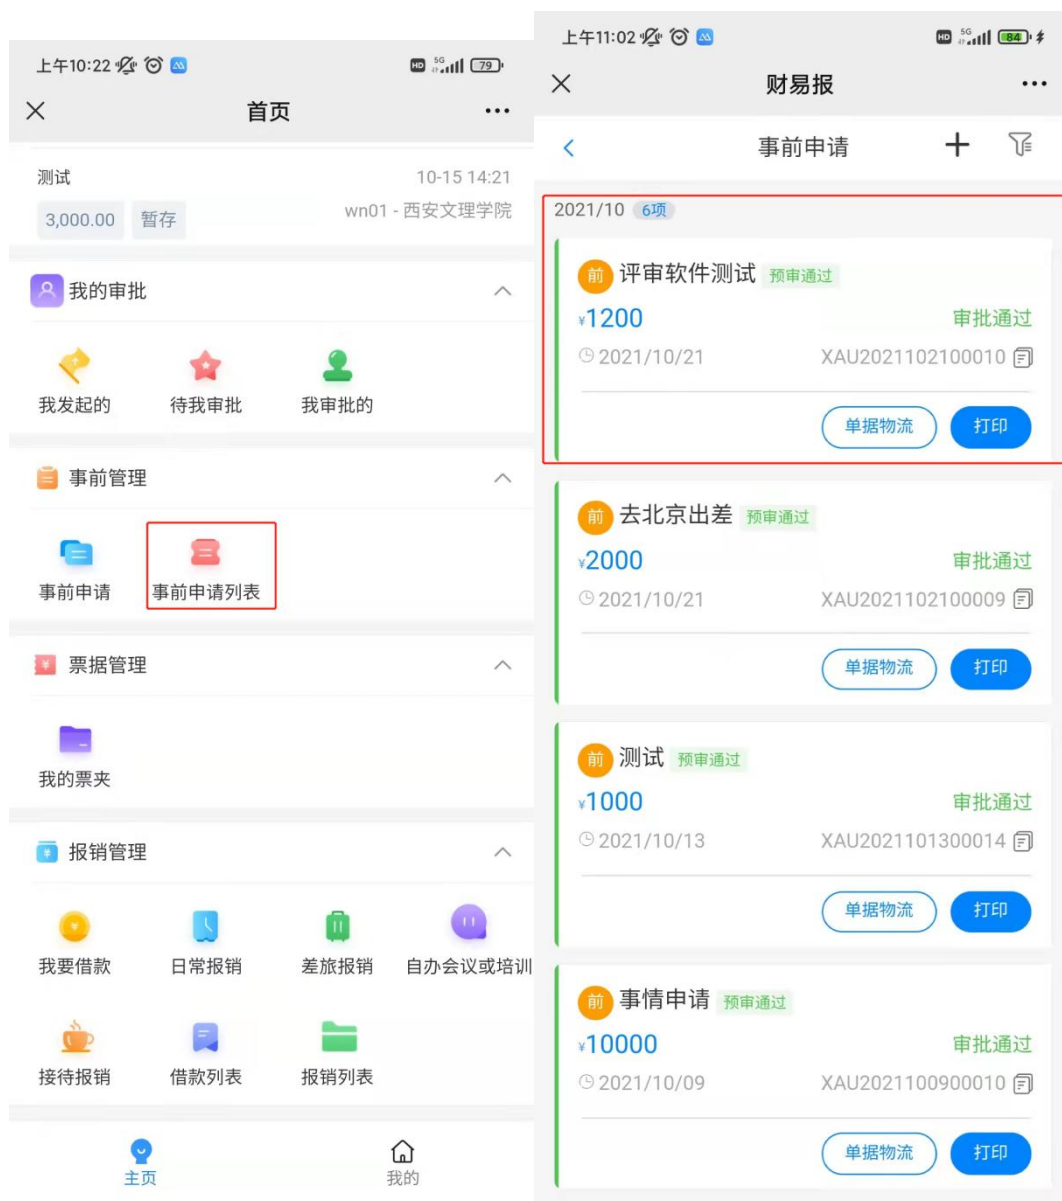 上午10:22
HD 5G 79
首页
测试
10-15 14:21
3,000.00 暂存
wn01 - 西安文理学院
我的审批
我发起的 待我审批 我审批的
事前管理
事前申请 事前申请列表
票据管理
我的票夹
报销管理
我要借款 日常报销 差旅报销 自办会议或培训
接待报销 借款列表 报销列表
主页 我的
上午11:02
HD 5G 84
财易报
事前申请
2021/10 6项
前 评审软件测试 预审通过
¥1200 审批通过
2021/10/21 XAU2021102100010
单据物流 打印
前 去北京出差 预审通过
¥2000 审批通过
2021/10/21 XAU2021102100009
单据物流 打印
前 测试 预审通过
¥1000 审批通过
2021/10/13 XAU2021101300014
单据物流 打印
前 事情申请 预审通过
¥10000 审批通过
2021/10/09 XAU2021100900010
单据物流 打印